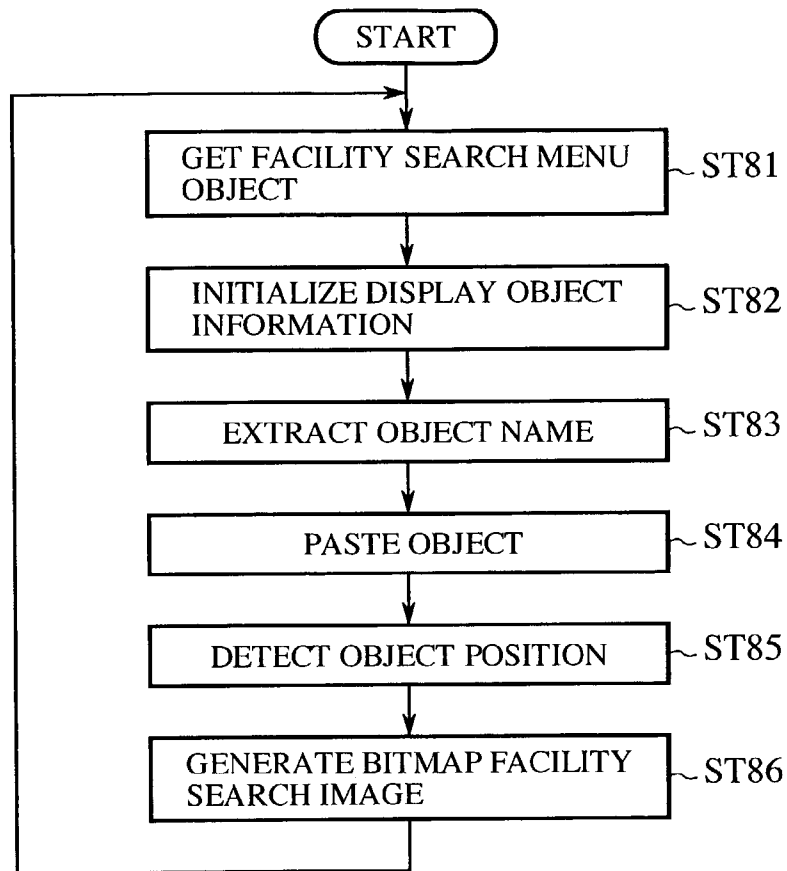 START
GET FACILITY SEARCH MENU
OBJECT
ST81
INITIALIZE DISPLAY OBJECT
INFORMATION
ST82
EXTRACT OBJECT NAME
ST83
PASTE OBJECT
ST84
DETECT OBJECT POSITION
ST85
GENERATE BITMAP FACILITY
SEARCH IMAGE
ST86